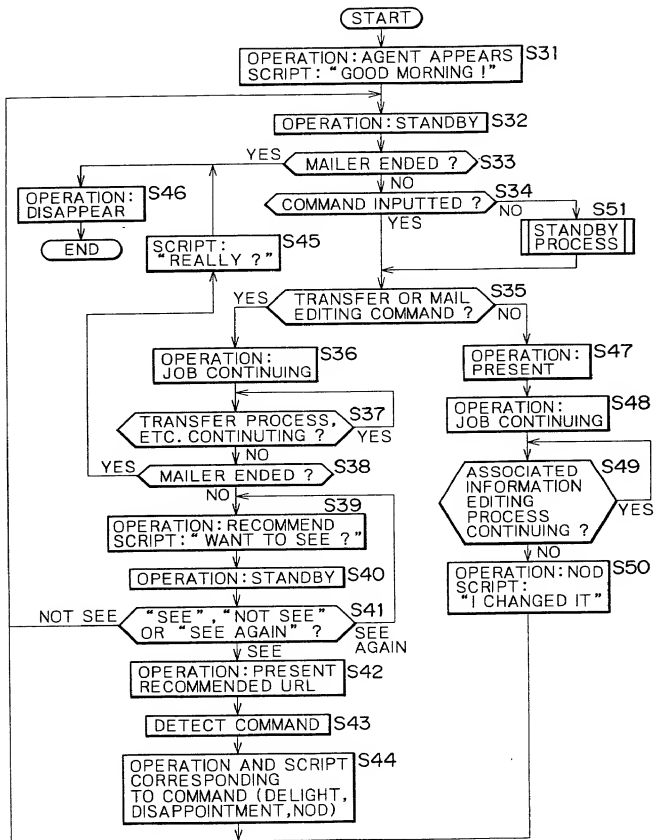 START
OPERATION:AGENT APPEARS
SCRIPT: "GOOD MORNING !"
S31
OPERATION:STANDBY
S32
YES
MAILER ENDED ?
S33
NO
OPERATION:
DISAPPEAR
S46
END
COMMAND INPUTTED ?
S34
NO
YES
S51
STANDBY
PROCESS
SCRIPT:
"REALLY ?"
S45
YES
TRANSFER OR MAIL
EDITING COMMAND ?
S35
NO
OPERATION:
JOB CONTINUING
S36
OPERATION:
PRESENT
S47
TRANSFER PROCESS,
ETC. CONTINUTING ?
S37
YES
NO
OPERATION:
JOB CONTINUING
S48
YES
MAILER ENDED ?
S38
NO
ASSOCIATED
INFORMATION
EDITING
PROCESS
CONTINUING ?
S49
YES
NO
S39
OPERATION:RECOMMEND
SCRIPT: "WANT TO SEE ?"
OPERATION:STANDBY
S40
OPERATION:NOD
SCRIPT:
"I CHANGED IT"
S50
NOT SEE
"SEE", "NOT SEE"
OR "SEE AGAIN" ?
S41
SEE
AGAIN
SEE
OPERATION:PRESENT
RECOMMENDED URL
S42
DETECT COMMAND
S43
OPERATION AND SCRIPT
CORRESPONDING
TO COMMAND (DELIGHT,
DISAPPOINTMENT,NOD)
S44